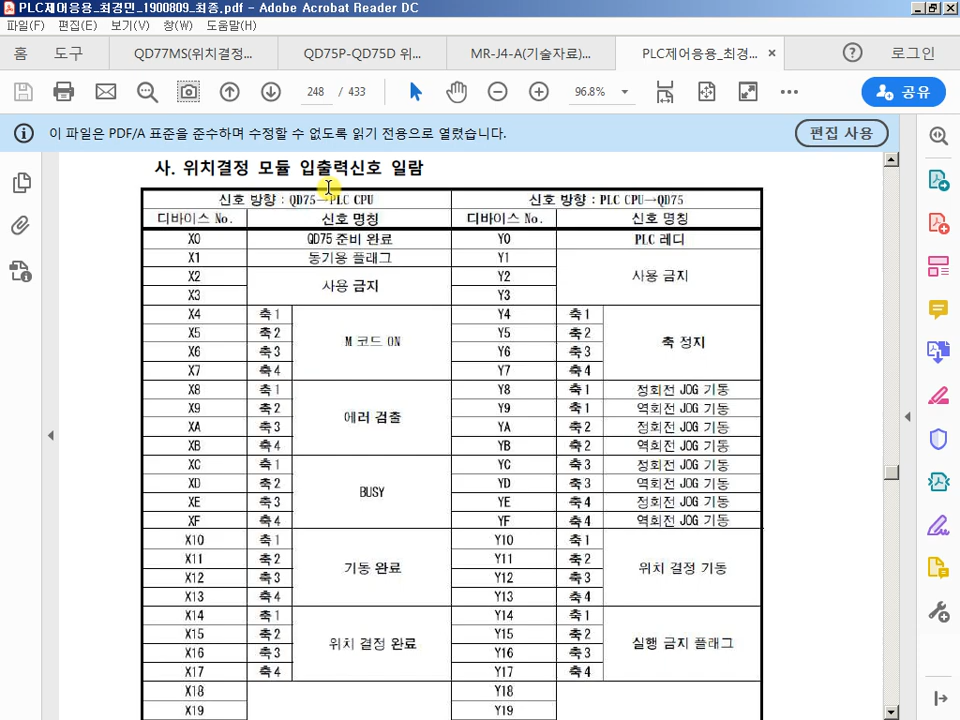 PLC제어응용_최경민_1900809_최종.pdf - Adobe Acrobat Reader DC
파일(F) 편집(E) 보기(V) 창(W) 도움말(H)
홈 도구 QD77MS(위치결정... QD75P-QD75D 위... MR-J4-A(기술자료)... PLC제어응용_최경... × 로그인
248 / 433 96.8% 공유
이 파일은 PDF/A 표준을 준수하며 수정할 수 없도록 읽기 전용으로 열렸습니다. 편집 사용
사. 위치결정 모듈 입출력신호 일람
신호 방향 : QD75→PLC CPU 신호 방향 : PLC CPU→QD75
디바이스 No. 신호 명칭 디바이스 No. 신호 명칭
X0 QD75 준비 완료 Y0 PLC 레디
X1 동기용 플래그 Y1
X2 사용 금지 Y2 사용 금지
X3 Y3
X4 축1 Y4 축1
X5 축2 M 코드 ON Y5 축2 축 정지
X6 축3 Y6 축3
X7 축4 Y7 축4
X8 축1 Y8 축1 정회전 JOG 기동
X9 축2 에러 검출 Y9 축1 역회전 JOG 기동
XA 축3 YA 축2 정회전 JOG 기동
XB 축4 YB 축2 역회전 JOG 기동
XC 축1 YC 축3 정회전 JOG 기동
XD 축2 BUSY YD 축3 역회전 JOG 기동
XE 축3 YE 축4 정회전 JOG 기동
XF 축4 YF 축4 역회전 JOG 기동
X10 축1 Y10 축1
X11 축2 기동 완료 Y11 축2 위치 결정 기동
X12 축3 Y12 축3
X13 축4 Y13 축4
X14 축1 Y14 축1
X15 축2 위치 결정 완료 Y15 축2 실행 금지 플래그
X16 축3 Y16 축3
X17 축4 Y17 축4
X18 Y18
X19 Y19